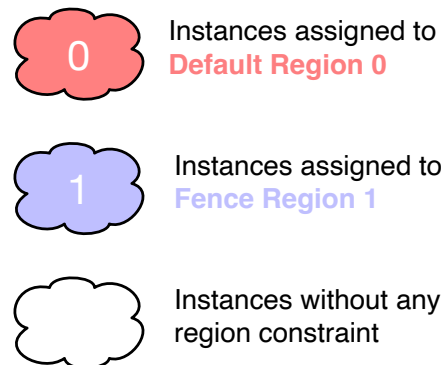 0
Instances assigned to
Default Region 0
1
Instances assigned to
Fence Region 1
Instances without any
region constraint